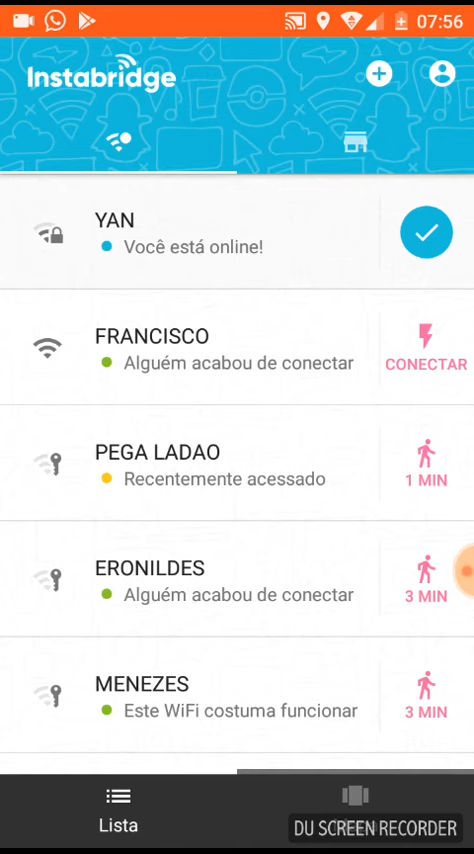 07:56
Instabridge
YAN
Você está online!
FRANCISCO
Alguém acabou de conectar
CONECTAR
PEGA LADAO
Recentemente acessado
1 MIN
ERONILDES
Alguém acabou de conectar
3 MIN
MENEZES
Este WiFi costuma funcionar
3 MIN
Lista
DU SCREEN RECORDER